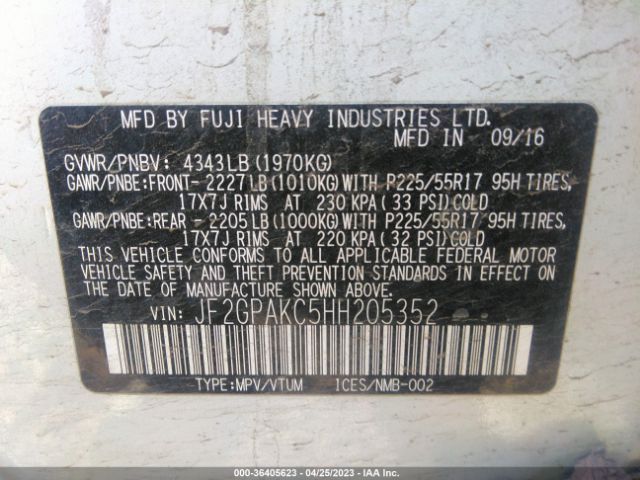 MFD BY FUJI HEAVY INDUSTRIES LTD.
MFD IN 09/16
GVWR/PNBV: 4343LB (1970KG)
GAWR/PNBE:FRONT-2227LB (1010KG) WITH P225/55R17 95H TIRES,
17X7J RIMS AT 230 KPA (33 PSI) COLD
GAWR/PNBE:REAR -2205LB (1000KG) WITH P225/55R17 95H TIRES,
17X7J RIMS AT 220 KPA (32 PSI) COLD
THIS VEHICLE CONFORMS TO ALL APPLICABLE FEDERAL MOTOR
VEHICLE SAFETY AND THEFT PREVENTION STANDARDS IN EFFECT ON
THE DATE OF MANUFACTURE SHOWN ABOVE.
VIN: JF2GPAKC5HH205352
TYPE:MPV/VTUM ICES/NMB-002
000-36405623 - 04/25/2023 - IAA Inc.